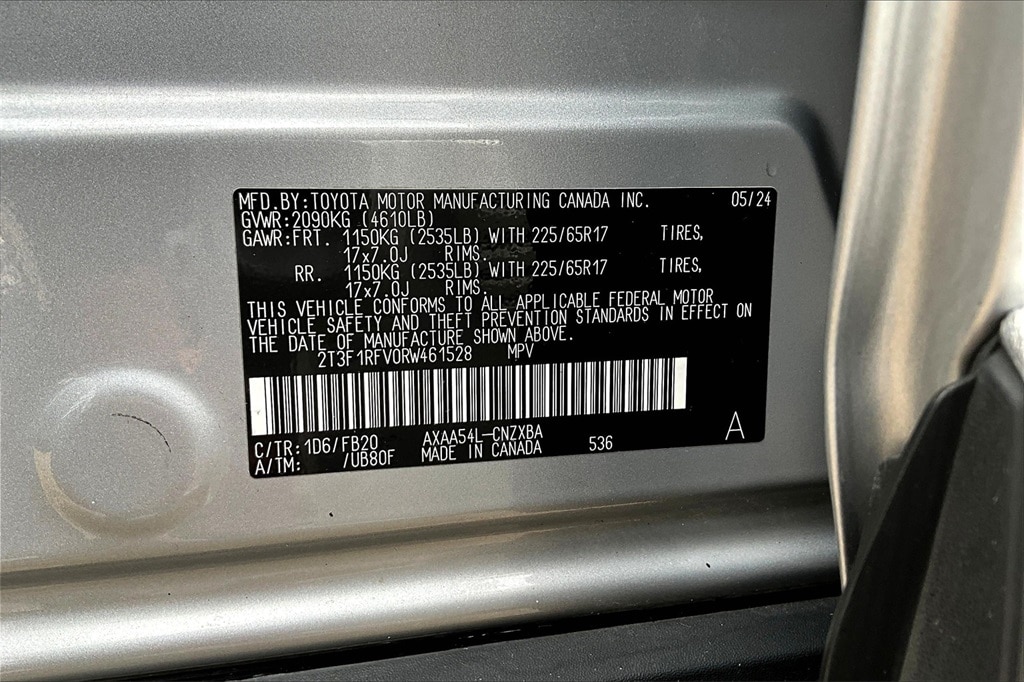 MFD.BY:TOYOTA MOTOR MANUFACTURING CANADA INC. 05/24
GVWR:2090KG (4610LB)
GAWR:FRT. 1150KG (2535LB) WITH 225/65R17 TIRES,
17x7.0J RIMS.
RR. 1150KG (2535LB) WITH 225/65R17 TIRES,
17x7.0J RIMS.
THIS VEHICLE CONFORMS TO ALL APPLICABLE FEDERAL MOTOR
VEHICLE SAFETY AND THEFT PREVENTION STANDARDS IN EFFECT ON
THE DATE OF MANUFACTURE SHOWN ABOVE.
2T3F1RFV0RW461528 MPV
C/TR:1D6/FB20 AXAA54L-CNZXBA 536 A
A/TM: /UB80F MADE IN CANADA